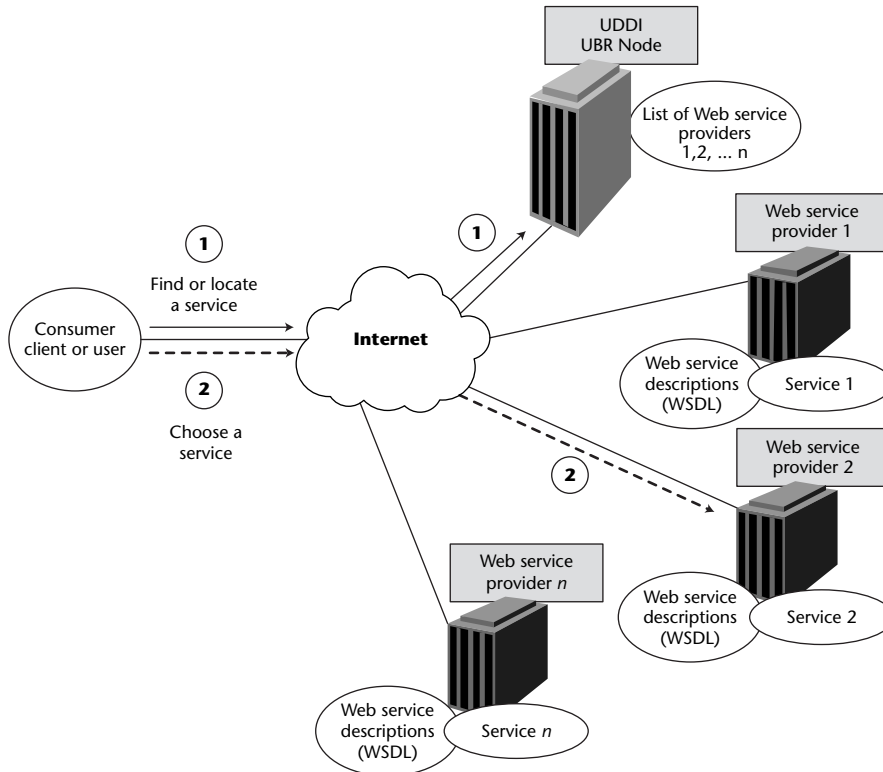 UDDI
UBR Node
List of Web service
providers
1,2, ... n
1
1
Find or locate
a service
Web service
provider 1
Consumer
client or user
Internet
Web service
descriptions
(WSDL)
Service 1
2
Choose a
service
2
Web service
provider 2
Web service
descriptions
(WSDL)
Service 2
Web service
provider n
Web service
descriptions
(WSDL)
Service n